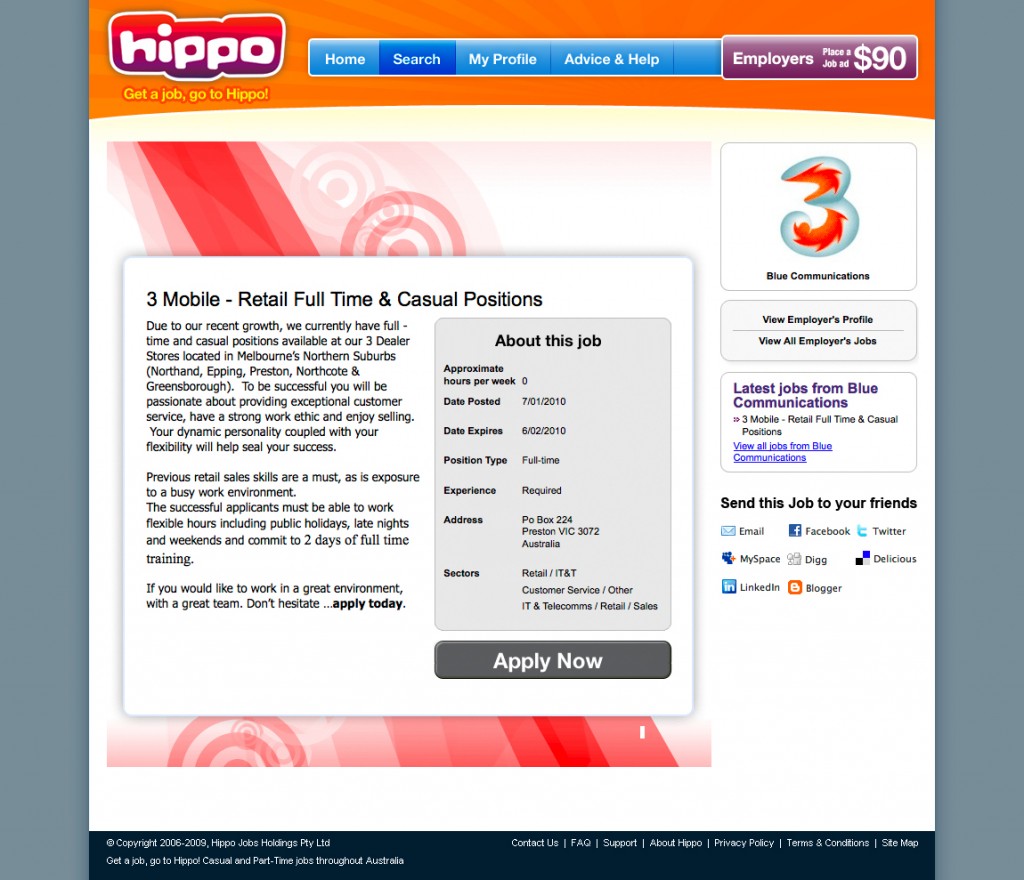 hippo
Get a job, go to Hippo!
Home
Search
My Profile
Advice & Help
Employers
Place a
Job ad
$90
3 Mobile - Retail Full Time & Casual Positions
Due to our recent growth, we currently have full -
time and casual positions available at our 3 Dealer
Stores located in Melbourne's Northern Suburbs
(Northand, Epping, Preston, Northcote &
Greensborough).  To be successful you will be
passionate about providing exceptional customer
service, have a strong work ethic and enjoy selling.
Your dynamic personality coupled with your
flexibility will help seal your success.
Previous retail sales skills are a must, as is exposure
to a busy work environment.
The successful applicants must be able to work
flexible hours including public holidays, late nights
and weekends and commit to 2 days of full time
training.
If you would like to work in a great environment,
with a great team. Don't hesitate ...apply today.
About this job
Approximate
hours per week 0
Date Posted 7/01/2010
Date Expires 6/02/2010
Position Type Full-time
Experience Required
Address Po Box 224
Preston VIC 3072
Australia
Sectors Retail / IT&T
Customer Service / Other
IT & Telecomms / Retail / Sales
Apply Now
3
Blue Communications
View Employer's Profile
View All Employer's Jobs
Latest jobs from Blue
Communications
» 3 Mobile - Retail Full Time & Casual
Positions
View all jobs from Blue
Communications
Send this Job to your friends
Email Facebook Twitter
MySpace Digg Delicious
LinkedIn Blogger
© Copyright 2006-2009, Hippo Jobs Holdings Pty Ltd
Contact Us | FAQ | Support | About Hippo | Privacy Policy | Terms & Conditions | Site Map
Get a job, go to Hippo! Casual and Part-Time jobs throughout Australia